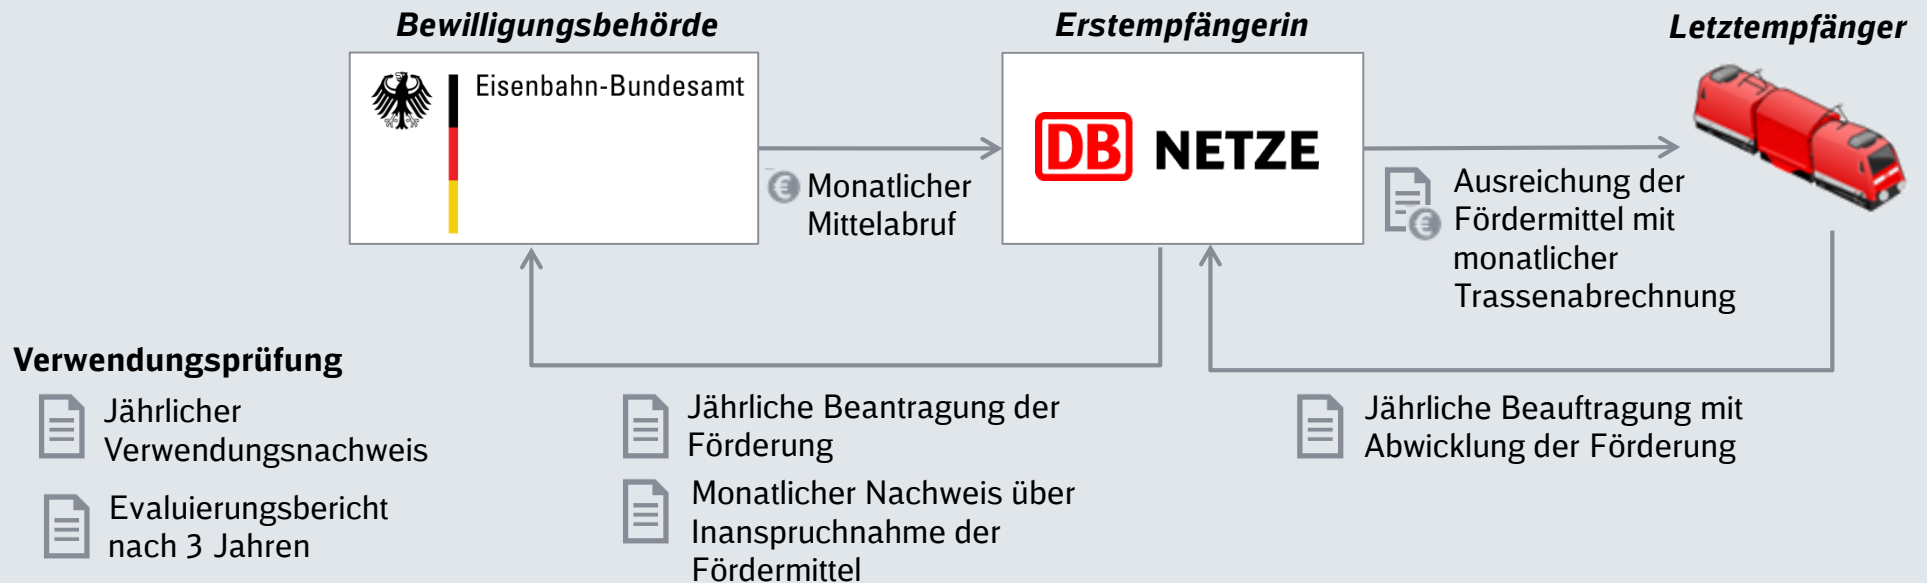 Bewilligungsbehörde
Erstempfängerin
Letztempfänger
Eisenbahn-Bundesamt
DB NETZE
Monatlicher
Mittelabruf
Ausreichung der
Fördermittel mit
monatlicher
Trassenabrechnung
Verwendungsprüfung
Jährlicher
Verwendungsnachweis
Evaluierungsbericht
nach 3 Jahren
Jährliche Beantragung der
Förderung
Monatlicher Nachweis über
Inanspruchnahme der
Fördermittel
Jährliche Beauftragung mit
Abwicklung der Förderung